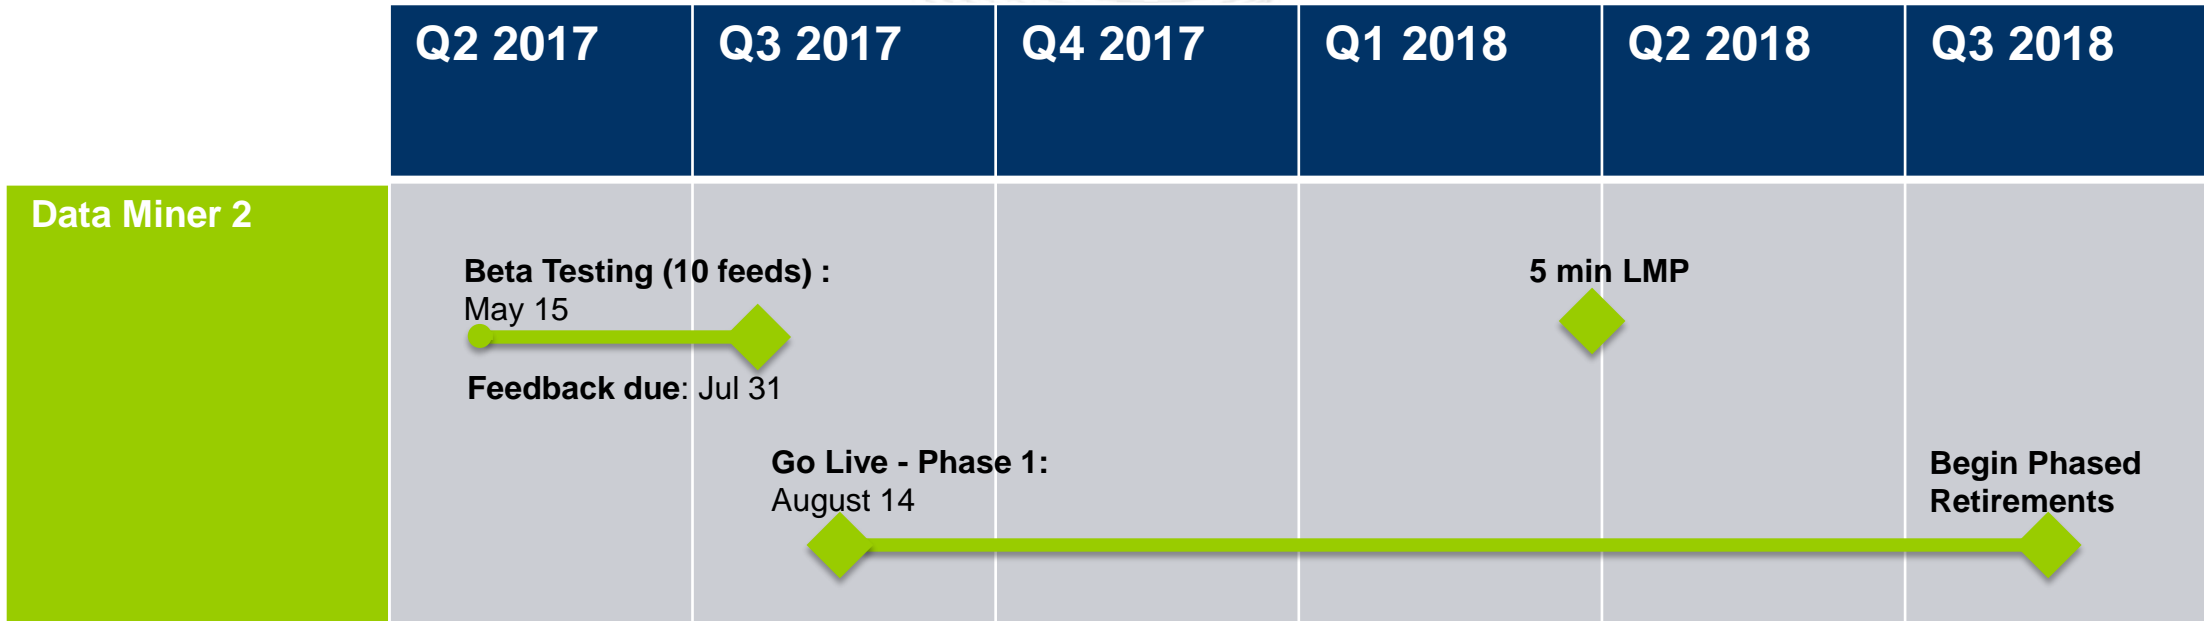 Q2 2017
Q3 2017
Q4 2017
Q1 2018
Q2 2018
Q3 2018
Data Miner 2
Beta Testing (10 feeds) :
May 15
5 min LMP
Feedback due: Jul 31
Go Live - Phase 1:
August 14
Begin Phased
Retirements